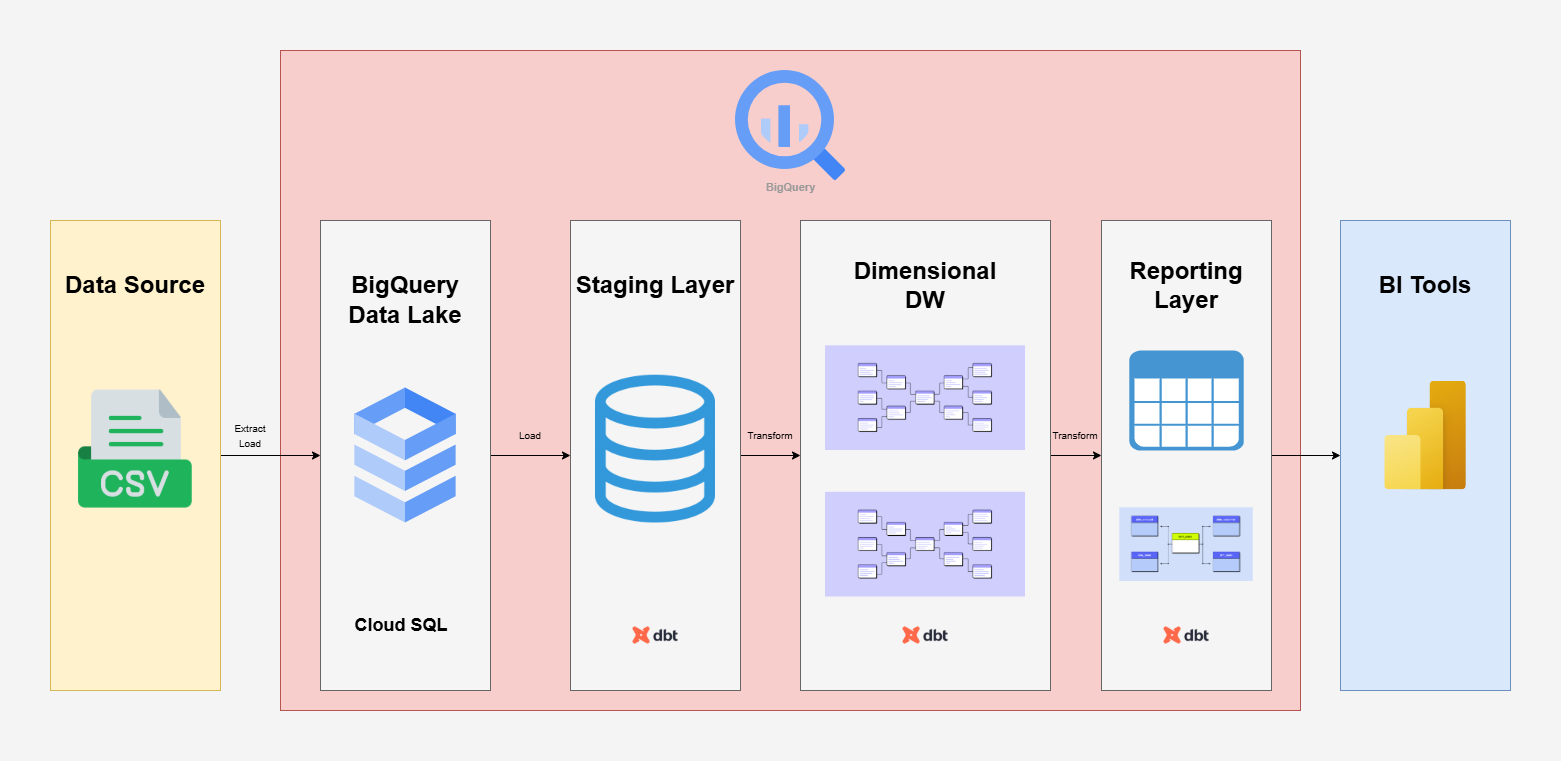 BigQuery
Data Source
CSV
Extract
Load
BigQuery
Data Lake
Cloud SQL
Load
Staging Layer
dbt
Transform
Dimensional
DW
dbt
Transform
Reporting
Layer
dbt
BI Tools